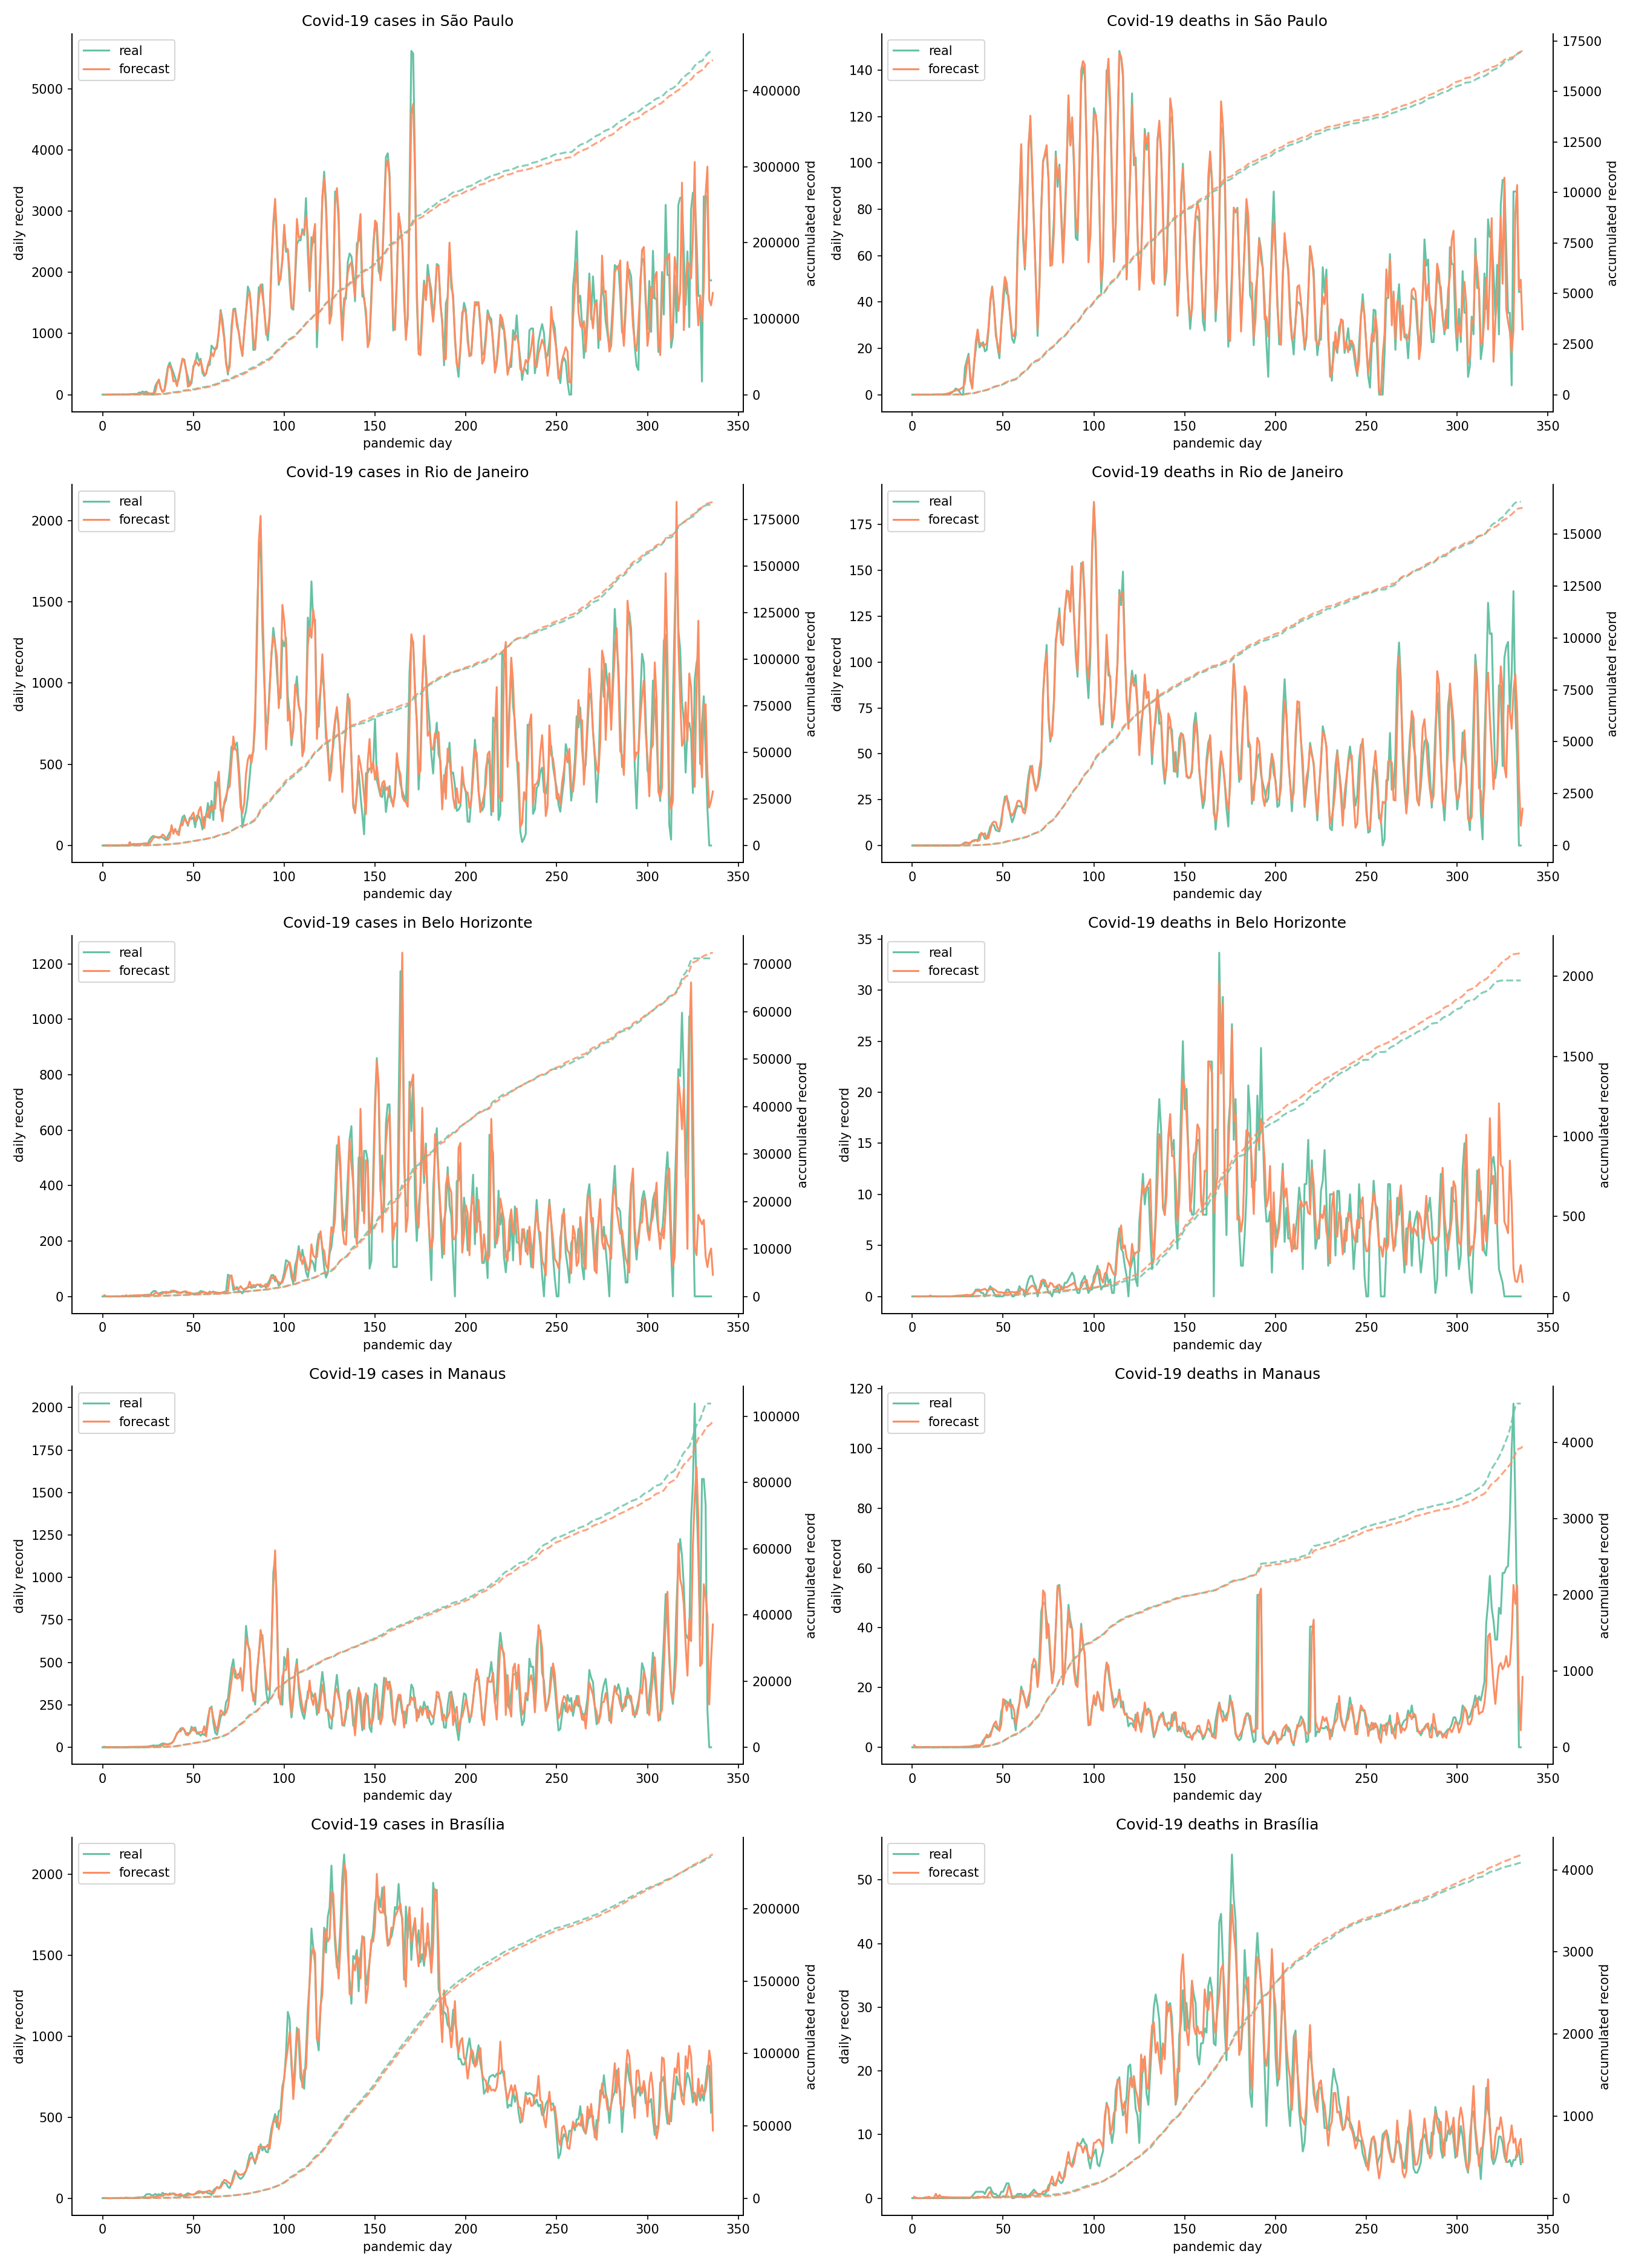 Covid-19 cases in São Paulo
real
forecast
5000
4000
3000
2000
1000
0
daily record
400000
300000
200000
100000
0
accumulated record
0 50 100 150 200 250 300 350
pandemic day
Covid-19 deaths in São Paulo
real
forecast
140
120
100
80
60
40
20
0
daily record
17500
15000
12500
10000
7500
5000
2500
0
accumulated record
0 50 100 150 200 250 300 350
pandemic day
Covid-19 cases in Rio de Janeiro
real
forecast
2000
1500
1000
500
0
daily record
175000
150000
125000
100000
75000
50000
25000
0
accumulated record
0 50 100 150 200 250 300 350
pandemic day
Covid-19 deaths in Rio de Janeiro
real
forecast
175
150
125
100
75
50
25
0
daily record
15000
12500
10000
7500
5000
2500
0
accumulated record
0 50 100 150 200 250 300 350
pandemic day
Covid-19 cases in Belo Horizonte
real
forecast
1200
1000
800
600
400
200
0
daily record
70000
60000
50000
40000
30000
20000
10000
0
accumulated record
0 50 100 150 200 250 300 350
pandemic day
Covid-19 deaths in Belo Horizonte
real
forecast
35
30
25
20
15
10
5
0
daily record
2000
1500
1000
500
0
accumulated record
0 50 100 150 200 250 300 350
pandemic day
Covid-19 cases in Manaus
real
forecast
2000
1750
1500
1250
1000
750
500
250
0
daily record
100000
80000
60000
40000
20000
0
accumulated record
0 50 100 150 200 250 300 350
pandemic day
Covid-19 deaths in Manaus
real
forecast
120
100
80
60
40
20
0
daily record
4000
3000
2000
1000
0
accumulated record
0 50 100 150 200 250 300 350
pandemic day
Covid-19 cases in Brasília
real
forecast
2000
1500
1000
500
0
daily record
200000
150000
100000
50000
0
accumulated record
0 50 100 150 200 250 300 350
pandemic day
Covid-19 deaths in Brasília
real
forecast
50
40
30
20
10
0
daily record
4000
3000
2000
1000
0
accumulated record
0 50 100 150 200 250 300 350
pandemic day